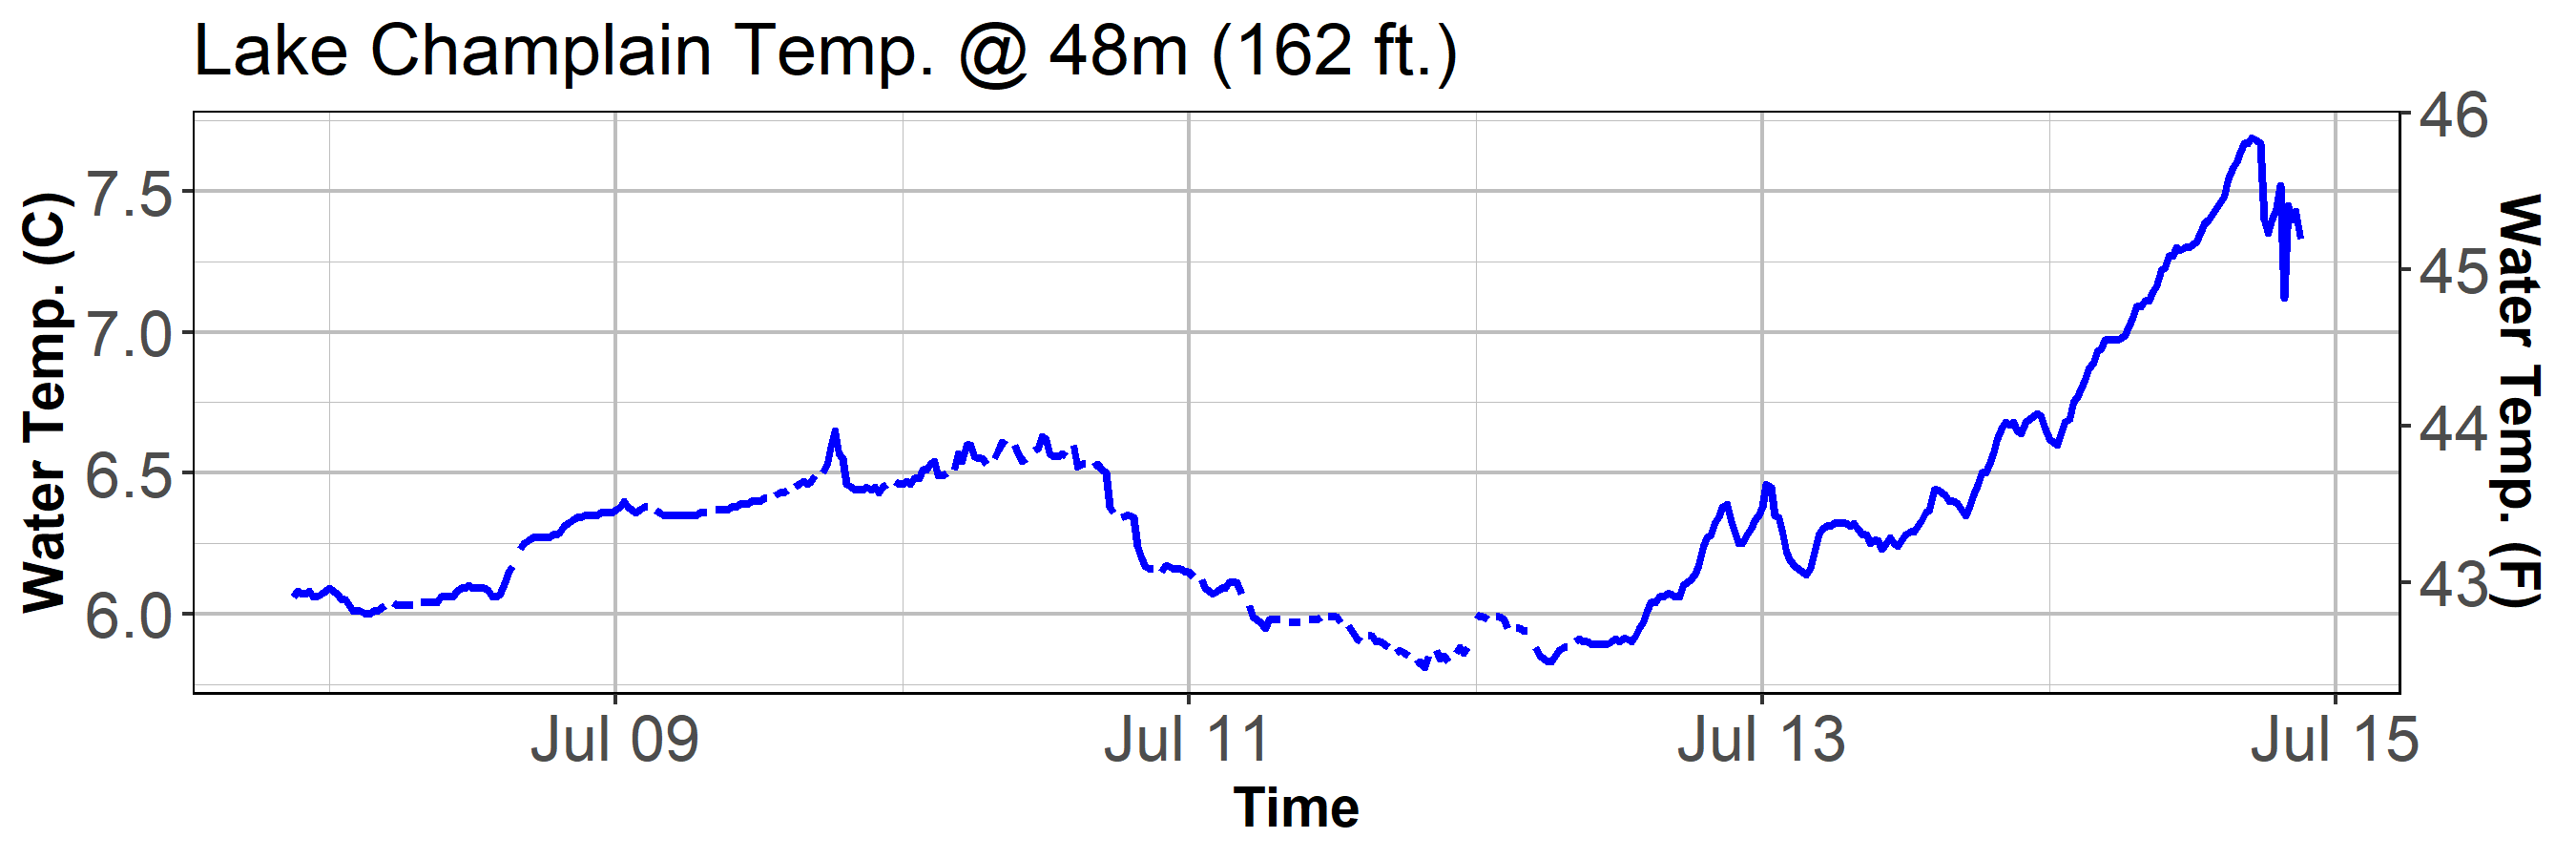 Lake Champlain Temp. @ 48m (162 ft.)
Water Temp. (C)
7.5
7.0
6.5
6.0
46
45
44
43
Water Temp. (F)
Jul 09 Jul 11 Jul 13 Jul 15
Time